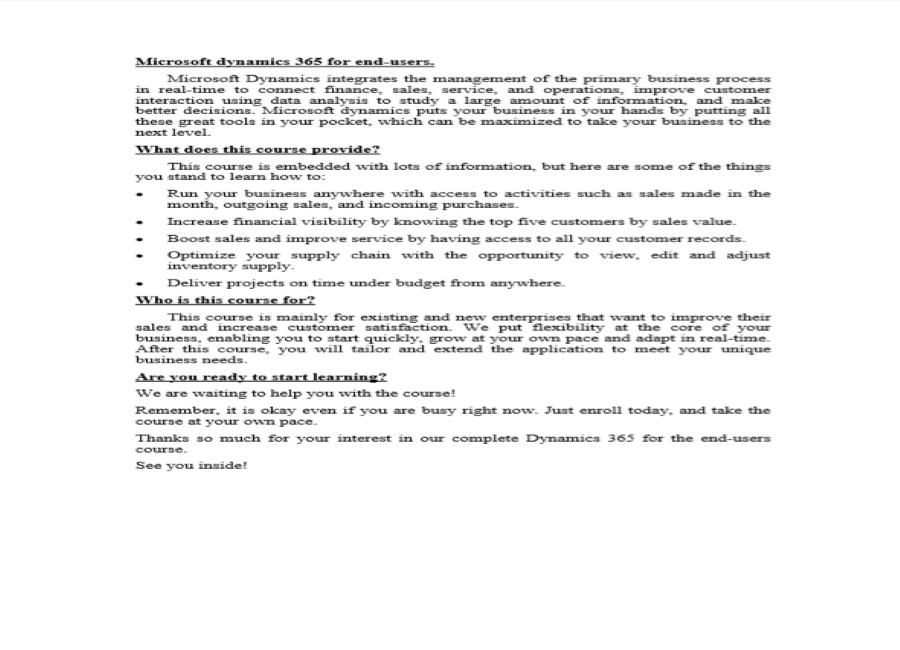 Microsoft dynamics 365 for end-users.
Microsoft Dynamics integrates the management of the primary business process
in real-time to connect finance, sales, service, and operations, improve customer
interaction using data analysis to study a large amount of information, and make
better decisions. Microsoft dynamics puts your business in your hands by putting all
these great tools in your pocket, which can be maximized to take your business to the
next level.
What does this course provide?
This course is embedded with lots of information, but here are some of the things
you stand to learn how to:
• Run your business anywhere with access to activities such as sales made in the
month, outgoing sales, and incoming purchases.
• Increase financial visibility by knowing the top five customers by sales value.
• Boost sales and improve service by having access to all your customer records.
• Optimize your supply chain with the opportunity to view, edit and adjust
inventory supply.
• Deliver projects on time under budget from anywhere.
Who is this course for?
This course is mainly for existing and new enterprises that want to improve their
sales and increase customer satisfaction. We put flexibility at the core of your
business, enabling you to start quickly, grow at your own pace and adapt in real-time.
After this course, you will tailor and extend the application to meet your unique
business needs.
Are you ready to start learning?
We are waiting to help you with the course!
Remember, it is okay even if you are busy right now. Just enroll today, and take the
course at your own pace.
Thanks so much for your interest in our complete Dynamics 365 for the end-users
course.
See you inside!